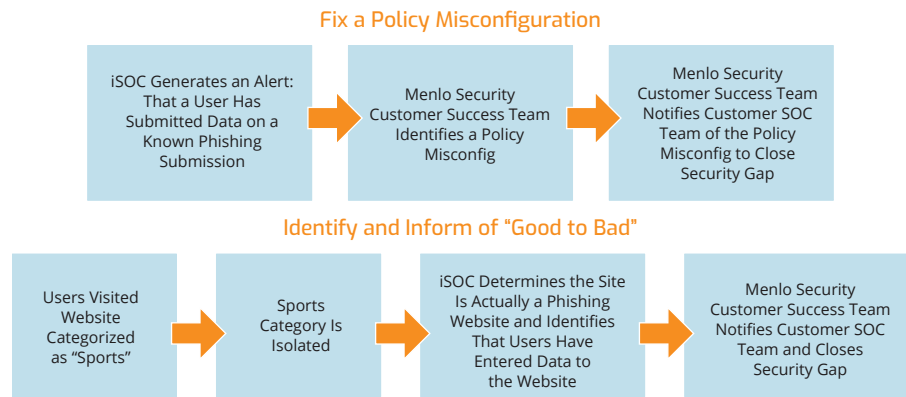 Fix a Policy Misconfiguration
iSOC Generates an Alert:
That a User Has
Submitted Data on a
Known Phishing
Submission
Menlo Security
Customer Success Team
Identifies a Policy
Misconfig
Menlo Security
Customer Success Team
Notifies Customer SOC
Team of the Policy
Misconfig to Close
Security Gap
Identify and Inform of “Good to Bad”
Users Visited
Website
Categorized
as “Sports”
Sports
Category Is
Isolated
iSOC Determines the Site
Is Actually a Phishing
Website and Identifies
That Users Have
Entered Data to
the Website
Menlo Security
Customer Success Team
Notifies Customer SOC
Team and Closes
Security Gap